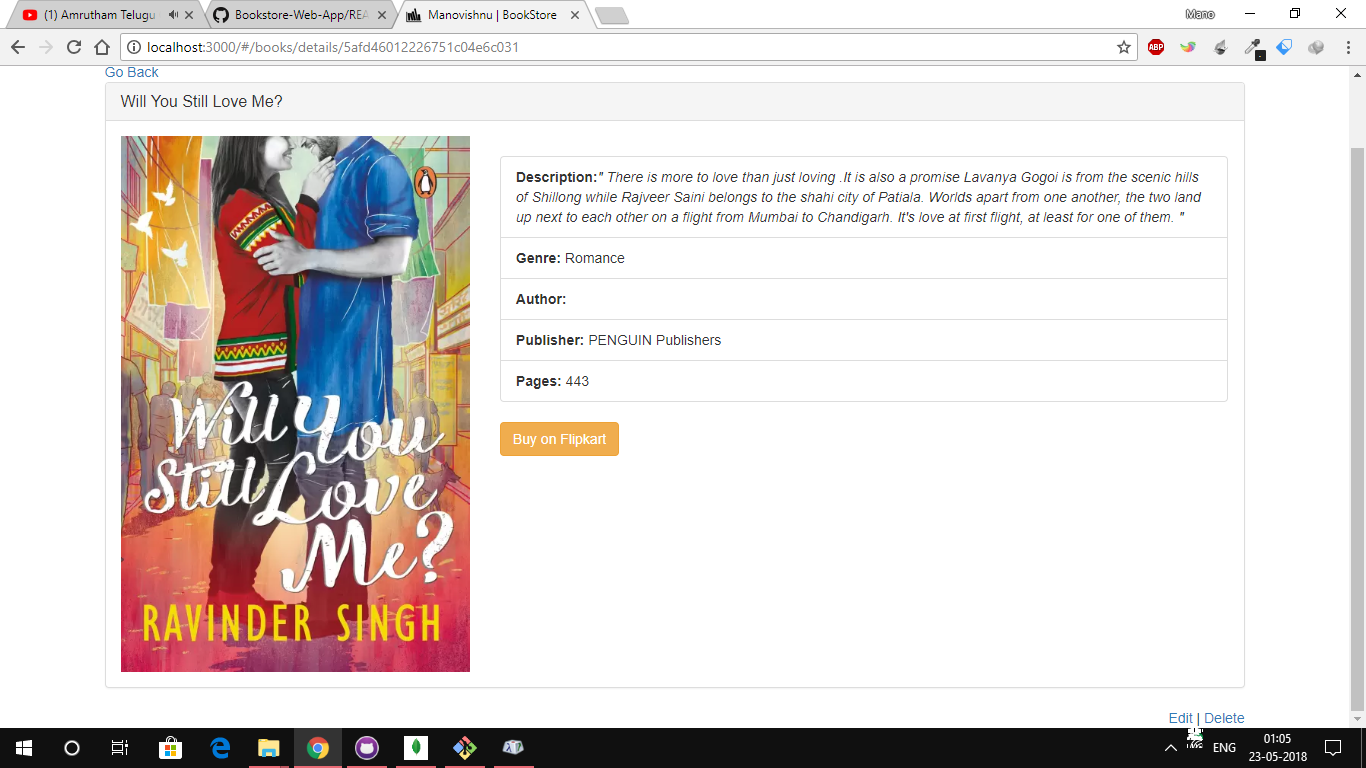 (1) Amrutham Telugu
Bookstore-Web-App/REA
Manovishnu | BookStore
Mano
localhost:3000/#/books/details/5afd46012226751c04e6c031
ABP
Go Back
Will You Still Love Me?
Will You
Still Love
Me?
RAVINDER SINGH
Description:" There is more to love than just loving .It is also a promise Lavanya Gogoi is from the scenic hills
of Shillong while Rajveer Saini belongs to the shahi city of Patiala. Worlds apart from one another, the two land
up next to each other on a flight from Mumbai to Chandigarh. It's love at first flight, at least for one of them. "
Genre: Romance
Author:
Publisher: PENGUIN Publishers
Pages: 443
Buy on Flipkart
Edit | Delete
ENG
01:05
23-05-2018